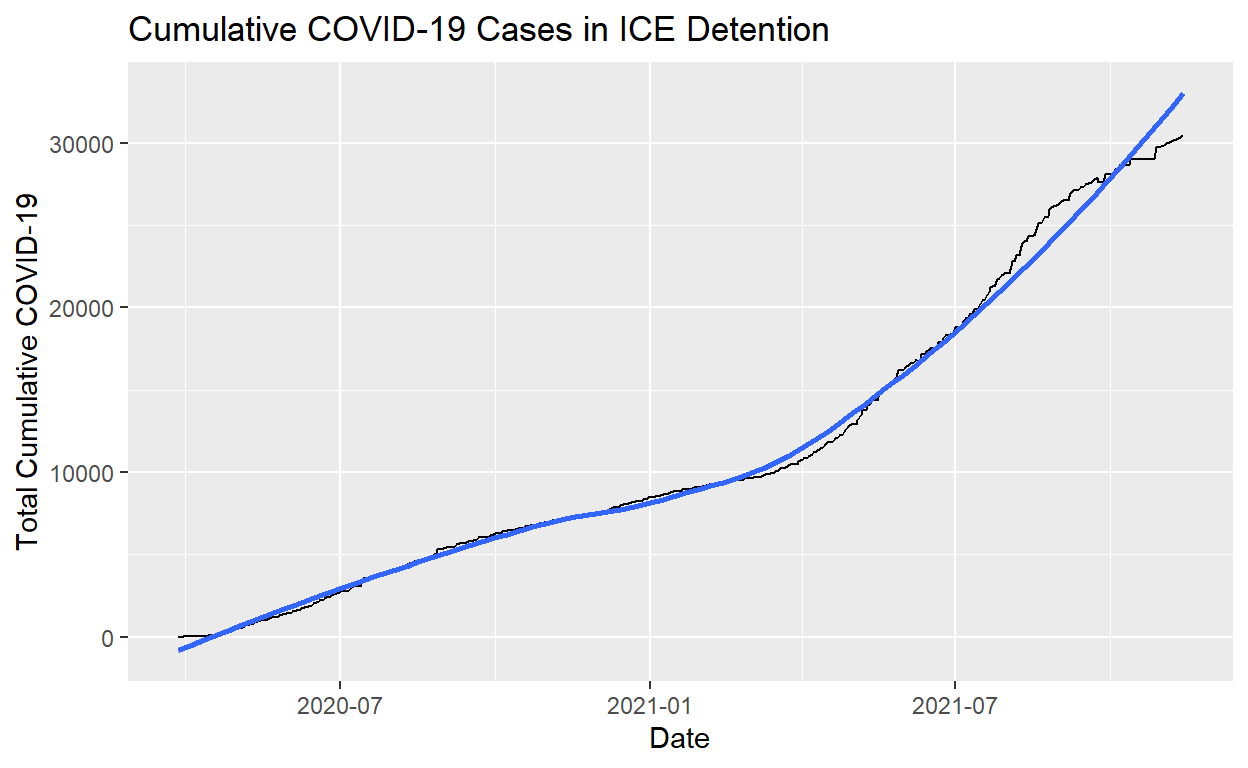 Cumulative COVID-19 Cases in ICE Detention
Total Cumulative COVID-19
30000
20000
10000
0
2020-07 2021-01 2021-07
Date